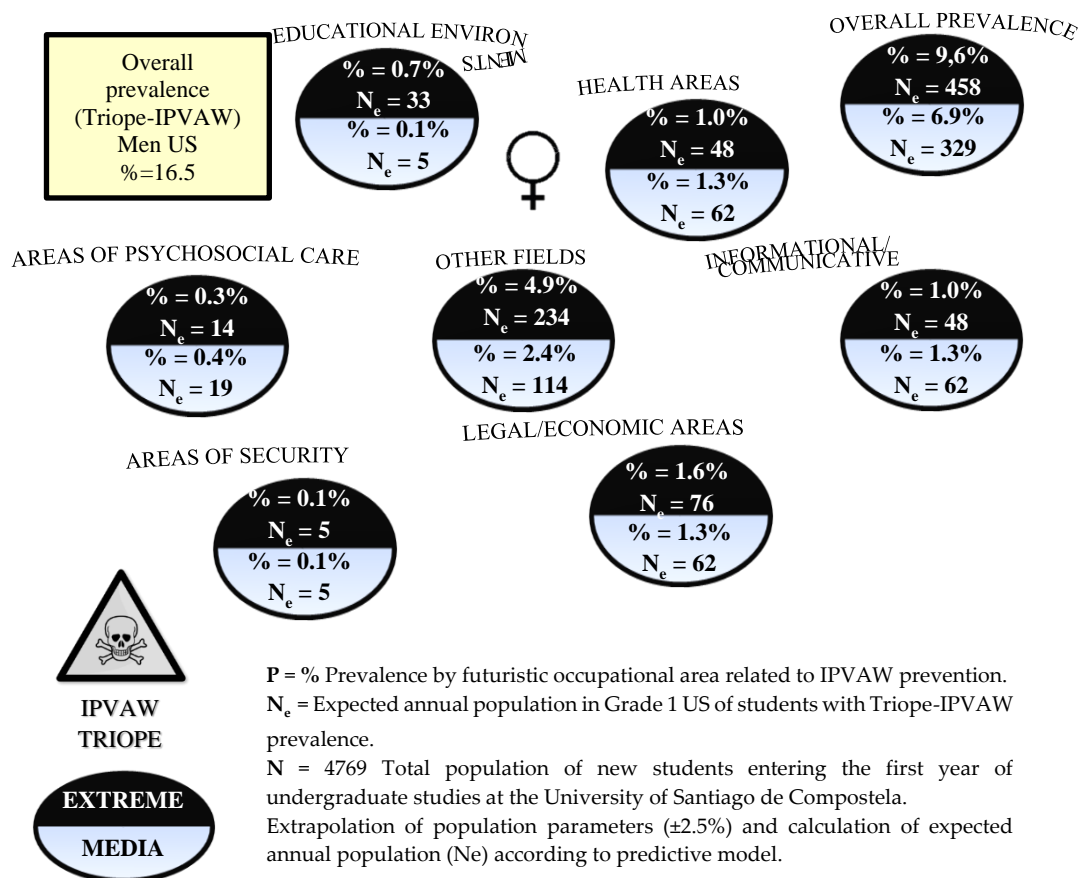 Overall
prevalence
(Triope-IPVAW)
Men US
%=16.5
EDUCATIONAL ENVIRON
MENTS
% = 0.7%
Ne = 33
% = 0.1%
Ne = 5
HEALTH AREAS
% = 1.0%
Ne = 48
% = 1.3%
Ne = 62
OVERALL PREVALENCE
% = 9,6%
Ne = 458
% = 6.9%
Ne = 329
AREAS OF PSYCHOSOCIAL CARE
% = 0.3%
Ne = 14
% = 0.4%
Ne = 19
OTHER FIELDS
% = 4.9%
Ne = 234
% = 2.4%
Ne = 114
INFORMATIONAL/
COMMUNICATIVE
% = 1.0%
Ne = 48
% = 1.3%
Ne = 62
AREAS OF SECURITY
% = 0.1%
Ne = 5
% = 0.1%
Ne = 5
LEGAL/ECONOMIC AREAS
% = 1.6%
Ne = 76
% = 1.3%
Ne = 62
IPVAW
TRIOPE
EXTREME
MEDIA
P = % Prevalence by futuristic occupational area related to IPVAW prevention.
Ne = Expected annual population in Grade 1 US of students with Triope-IPVAW
prevalence.
N = 4769 Total population of new students entering the first year of
undergraduate studies at the University of Santiago de Compostela.
Extrapolation of population parameters (±2.5%) and calculation of expected
annual population (Ne) according to predictive model.